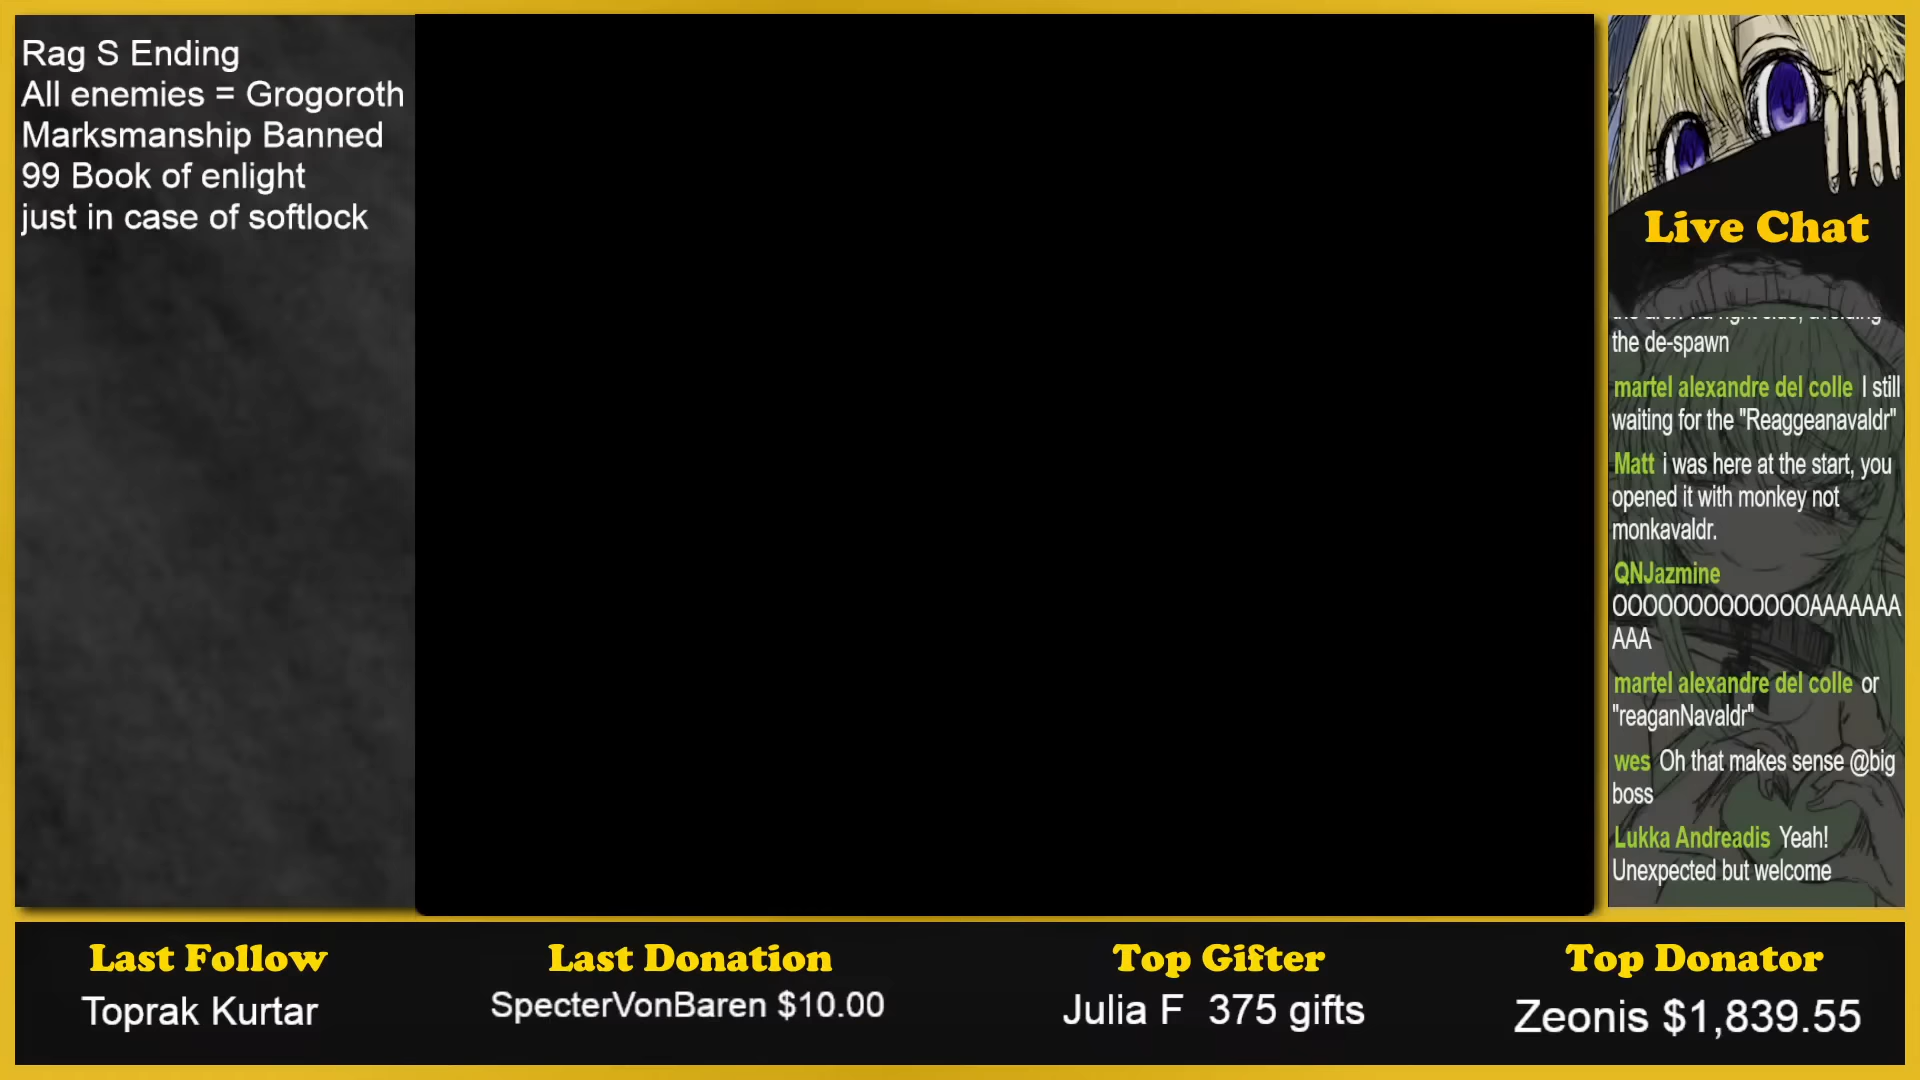 Rag S Ending
All enemies = Grogoroth
Marksmanship Banned
99 Book of enlight
just in case of softlock
Live Chat
the de-spawn
martel alexandre del colle I still
waiting for the "Reaggeanavaldr"
Matt i was here at the start, you
opened it with monkey not
monkavaldr.
QNJazmine
OOOOOOOOOOOOOAAAAAAA
AAA
martel alexandre del colle or
"reaganNavaldr"
wes Oh that makes sense @big
boss
Lukka Andreadis Yeah!
Unexpected but welcome
Last Follow
Toprak Kurtar
Last Donation
SpecterVonBaren $10.00
Top Gifter
Julia F 375 gifts
Top Donator
Zeonis $1,839.55